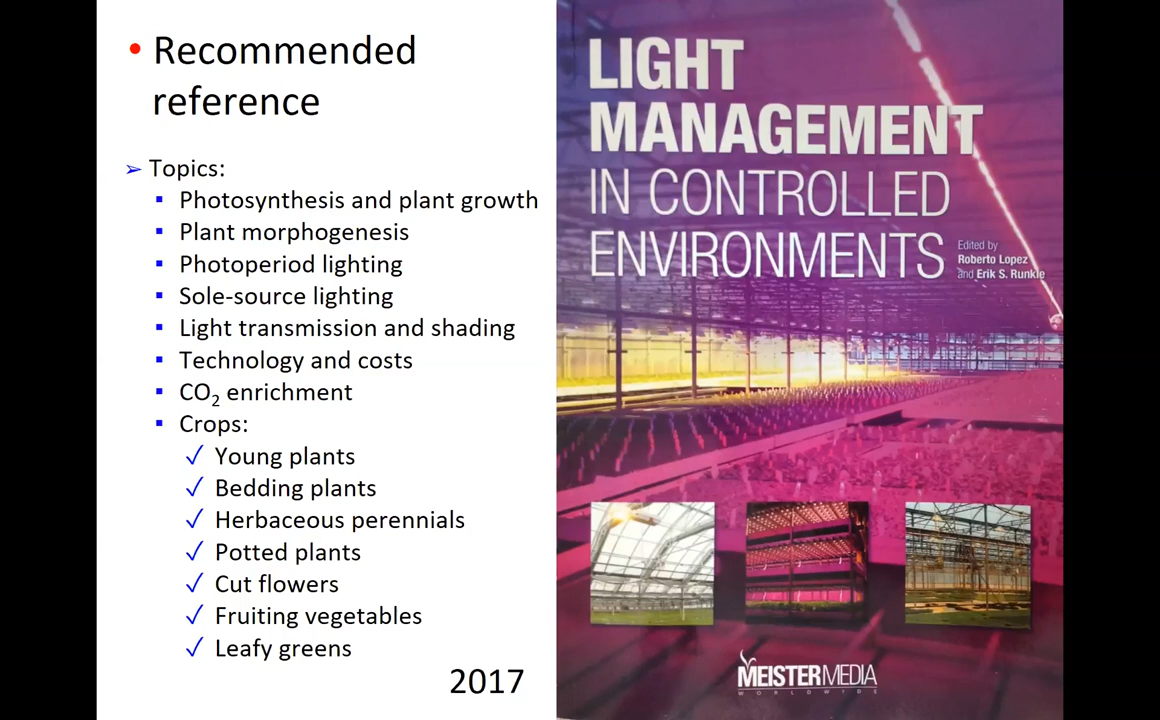 • Recommended
reference
➢ Topics:
▪ Photosynthesis and plant growth
▪ Plant morphogenesis
▪ Photoperiod lighting
▪ Sole-source lighting
▪ Light transmission and shading
▪ Technology and costs
▪ CO₂ enrichment
▪ Crops:
✓ Young plants
✓ Bedding plants
✓ Herbaceous perennials
✓ Potted plants
✓ Cut flowers
✓ Fruiting vegetables
✓ Leafy greens
2017
LIGHT
MANAGEMENT
IN CONTROLLED
ENVIRONMENTS
Edited by
Roberto Lopez
and Erik S. Runkle
MEISTERMEDIA
WORLDWIDE